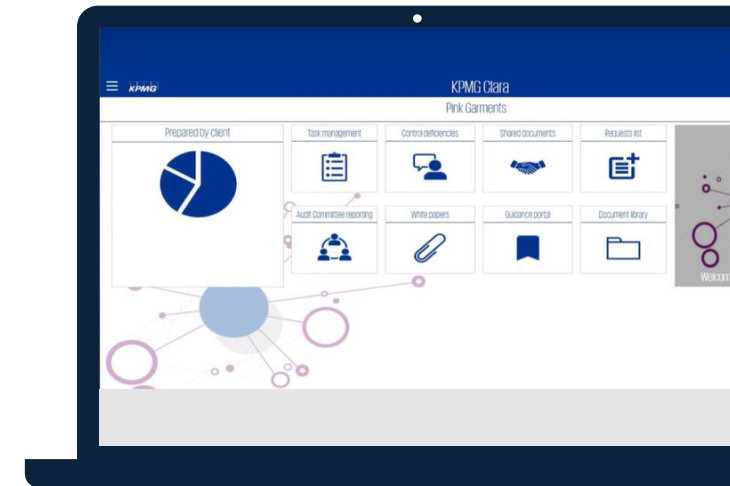 KPMG
KPMG Clara
Pink Garments
Prepared by client
Task management
Control deficiencies
Shared documents
Requests list
Audit Committee reporting
White papers
Guidance portal
Document library